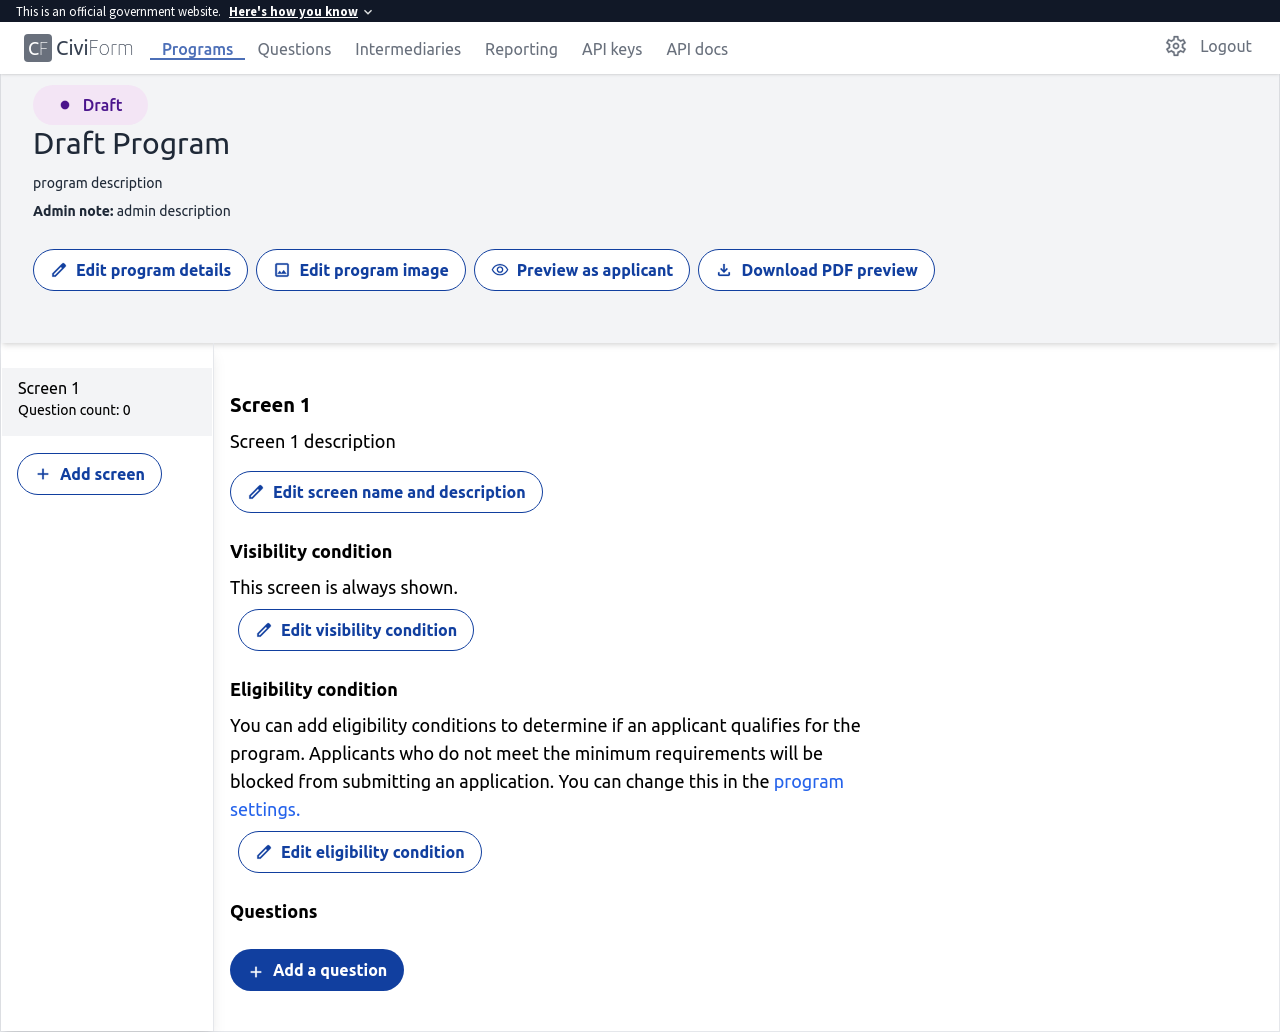 This is an official government website. Here's how you know
CF CiviForm Programs Questions Intermediaries Reporting API keys API docs Logout
Draft
Draft Program
program description
Admin note: admin description
Edit program details Edit program image Preview as applicant Download PDF preview
Screen 1
Question count: 0
Add screen
Screen 1
Screen 1 description
Edit screen name and description
Visibility condition
This screen is always shown.
Edit visibility condition
Eligibility condition
You can add eligibility conditions to determine if an applicant qualifies for the
program. Applicants who do not meet the minimum requirements will be
blocked from submitting an application. You can change this in the program
settings.
Edit eligibility condition
Questions
Add a question